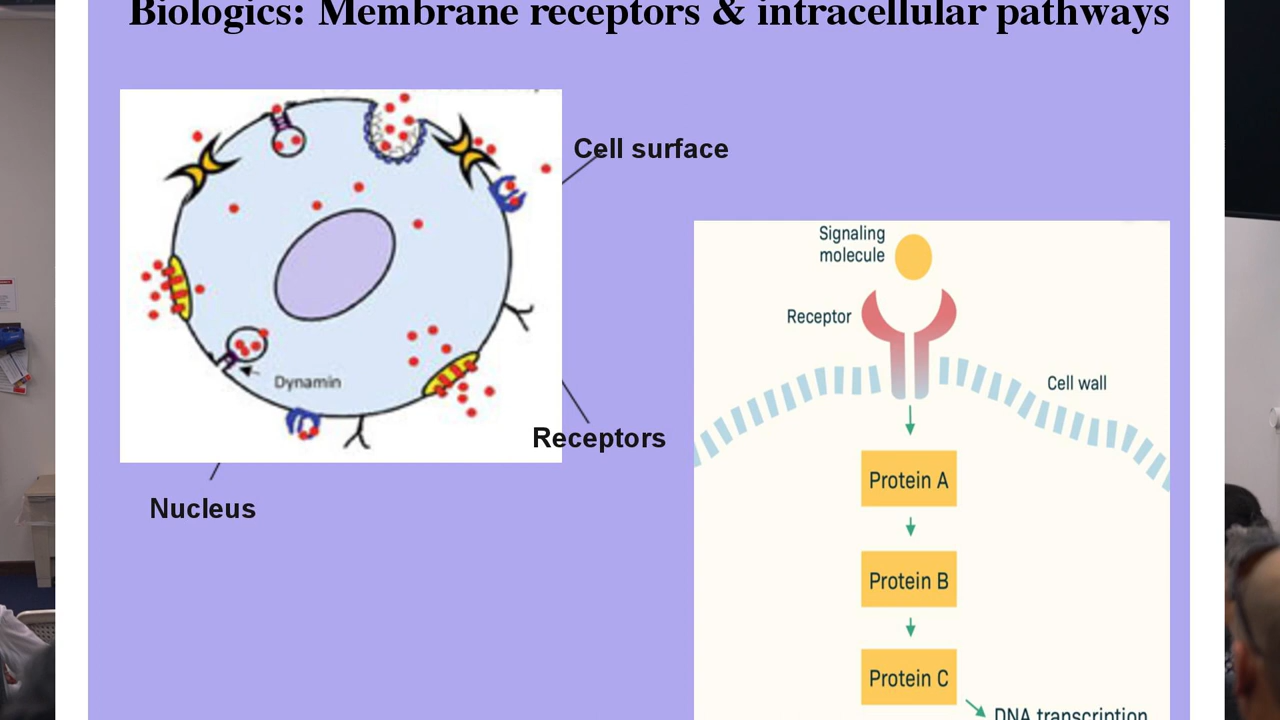 Biologics: Membrane receptors & intracellular pathways
Cell surface
Dynamin
Receptors
Nucleus
Signaling
molecule
Receptor
Cell wall
Protein A
Protein B
Protein C
DNA transcription